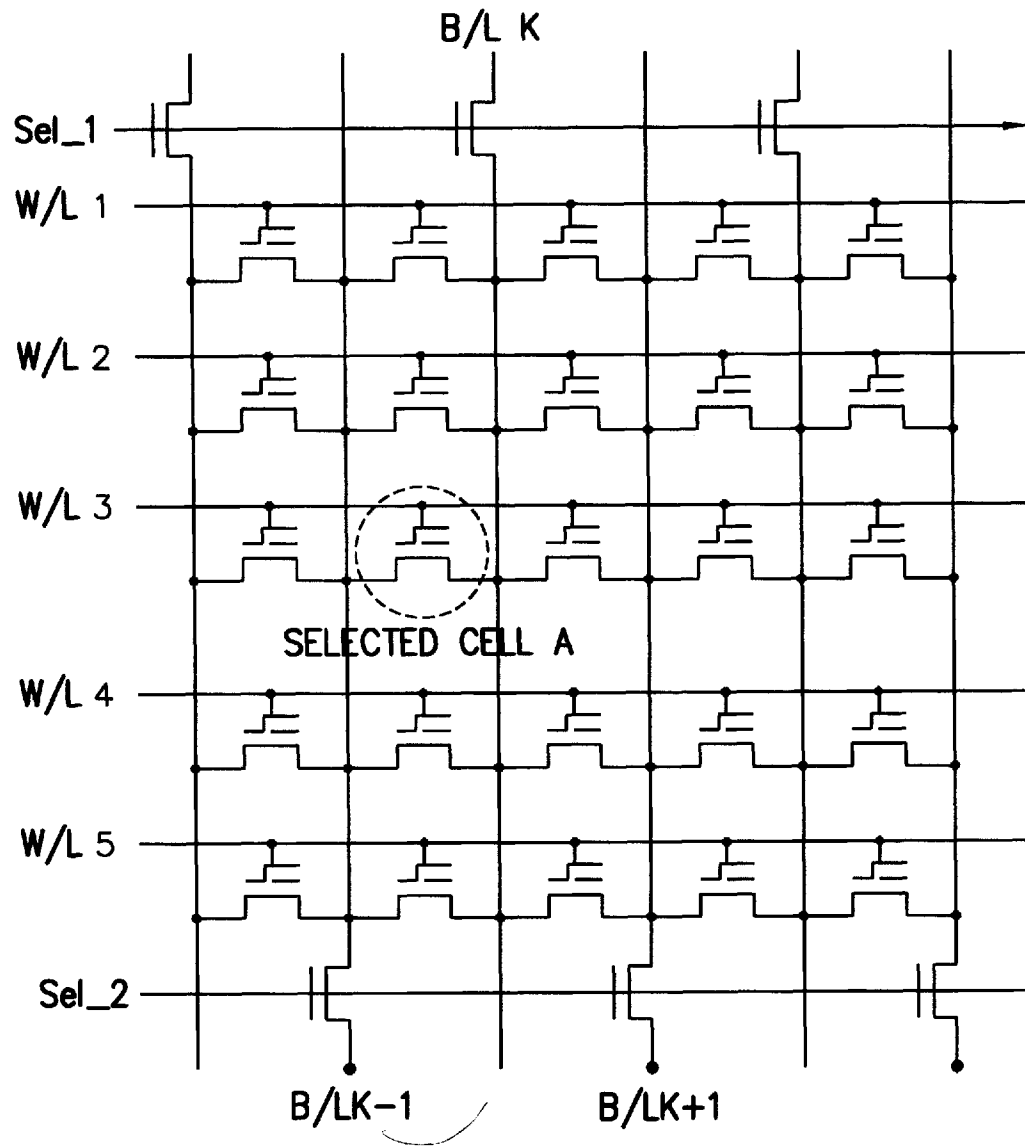 B/L K
Sel_1
W/L 1
W/L 2
W/L 3
SELECTED CELL A
W/L 4
W/L 5
Sel_2
B/LK-1
B/LK+1